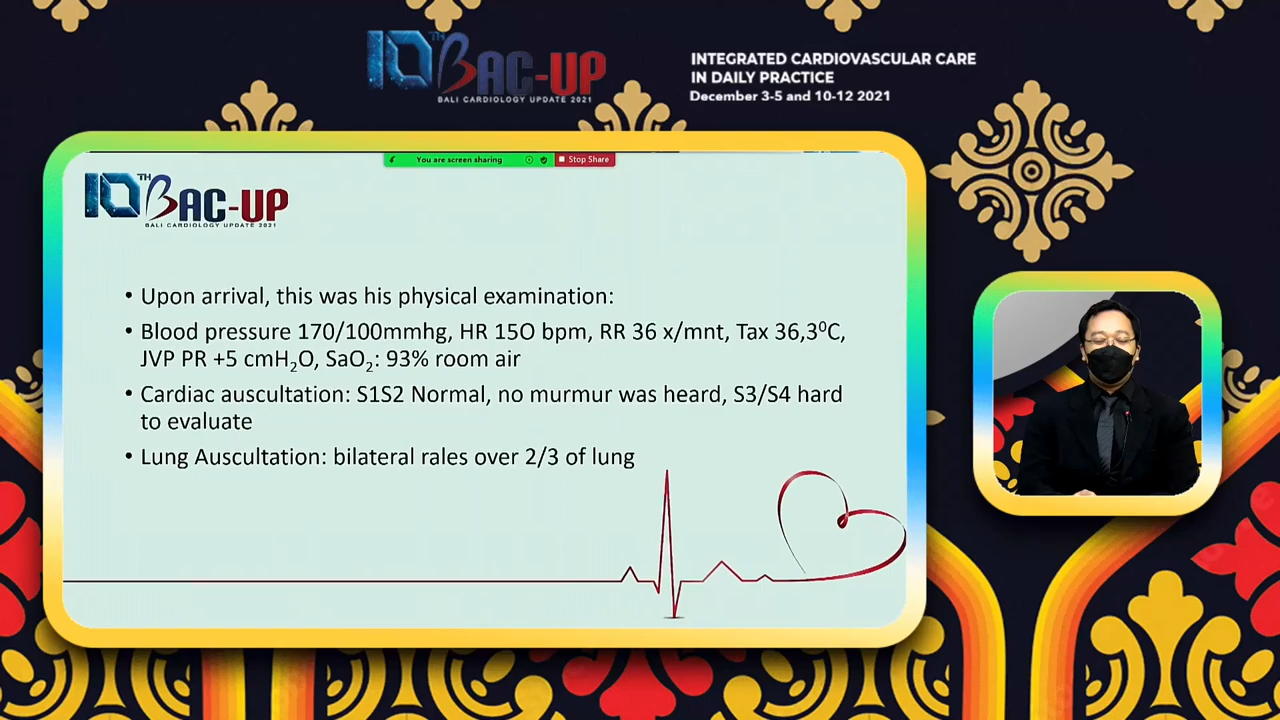 10TH BAC-UP
BALI CARDIOLOGY UPDATE 2021
INTEGRATED CARDIOVASCULAR CARE
IN DAILY PRACTICE
December 3-5 and 10-12 2021
You are screen sharing
Stop Share
10TH BAC-UP
BALI CARDIOLOGY UPDATE 2021
• Upon arrival, this was his physical examination:
• Blood pressure 170/100mmhg, HR 15O bpm, RR 36 x/mnt, Tax 36,3⁰C,
JVP PR +5 cmH₂O, SaO₂: 93% room air
• Cardiac auscultation: S1S2 Normal, no murmur was heard, S3/S4 hard
to evaluate
• Lung Auscultation: bilateral rales over 2/3 of lung